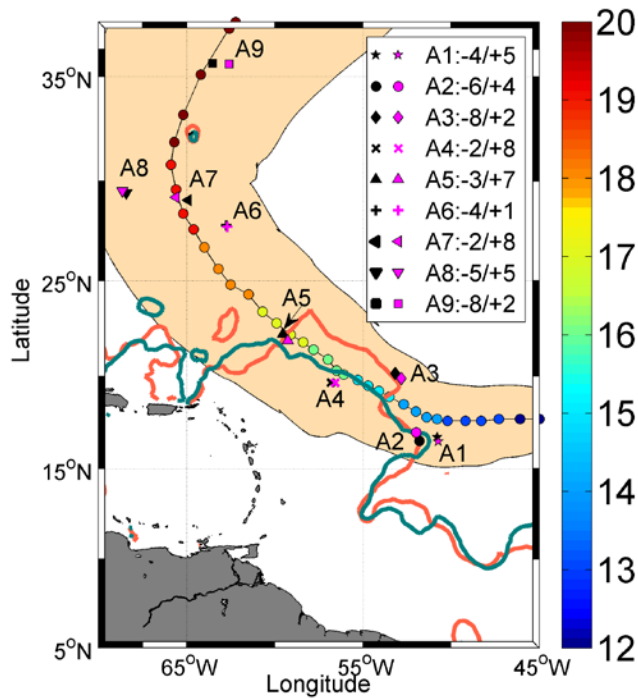 A9
A8
A7
A6
A5
A4
A3
A2
A1
A1:-4/+5
A2:-6/+4
A3:-8/+2
A4:-2/+8
A5:-3/+7
A6:-4/+1
A7:-2/+8
A8:-5/+5
A9:-8/+2
35°N
25°N
15°N
5°N
Latitude
65°W
55°W
45°W
Longitude
20
19
18
17
16
15
14
13
12